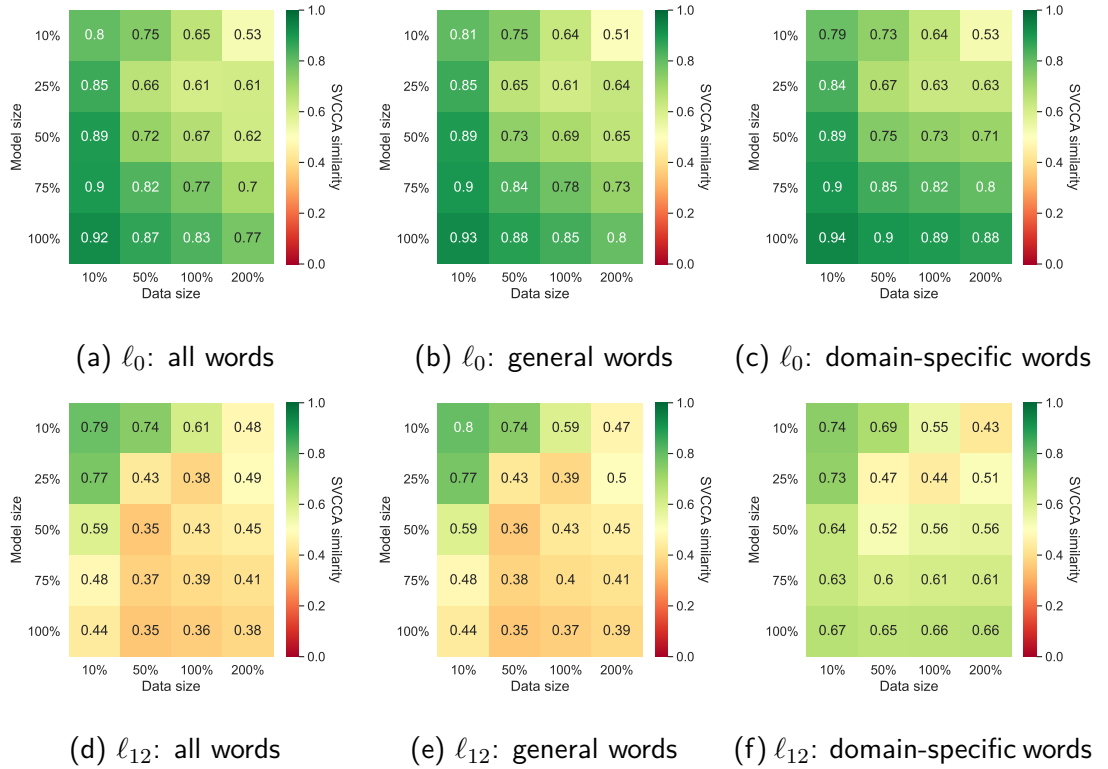 10% 0.8 0.75 0.65 0.53
25% 0.85 0.66 0.61 0.61
50% 0.89 0.72 0.67 0.62
75% 0.9 0.82 0.77 0.7
100% 0.92 0.87 0.83 0.77
10% 50% 100% 200%
Data size
Model size
1.0
0.8
0.6
0.4
0.2
0.0
SVCCA similarity
(a) ℓ0: all words
10% 0.81 0.75 0.64 0.51
25% 0.85 0.65 0.61 0.64
50% 0.89 0.73 0.69 0.65
75% 0.9 0.84 0.78 0.73
100% 0.93 0.88 0.85 0.8
10% 50% 100% 200%
Data size
Model size
1.0
0.8
0.6
0.4
0.2
0.0
SVCCA similarity
(b) ℓ0: general words
10% 0.79 0.73 0.64 0.53
25% 0.84 0.67 0.63 0.63
50% 0.89 0.75 0.73 0.71
75% 0.9 0.85 0.82 0.8
100% 0.94 0.9 0.89 0.88
10% 50% 100% 200%
Data size
Model size
1.0
0.8
0.6
0.4
0.2
0.0
SVCCA similarity
(c) ℓ0: domain-specific words
10% 0.79 0.74 0.61 0.48
25% 0.77 0.43 0.38 0.49
50% 0.59 0.35 0.43 0.45
75% 0.48 0.37 0.39 0.41
100% 0.44 0.35 0.36 0.38
10% 50% 100% 200%
Data size
Model size
1.0
0.8
0.6
0.4
0.2
0.0
SVCCA similarity
(d) ℓ12: all words
10% 0.8 0.74 0.59 0.47
25% 0.77 0.43 0.39 0.5
50% 0.59 0.36 0.43 0.45
75% 0.48 0.38 0.4 0.41
100% 0.44 0.35 0.37 0.39
10% 50% 100% 200%
Data size
Model size
1.0
0.8
0.6
0.4
0.2
0.0
SVCCA similarity
(e) ℓ12: general words
10% 0.74 0.69 0.55 0.43
25% 0.73 0.47 0.44 0.51
50% 0.64 0.52 0.56 0.56
75% 0.63 0.6 0.61 0.61
100% 0.67 0.65 0.66 0.66
10% 50% 100% 200%
Data size
Model size
1.0
0.8
0.6
0.4
0.2
0.0
SVCCA similarity
(f) ℓ12: domain-specific words